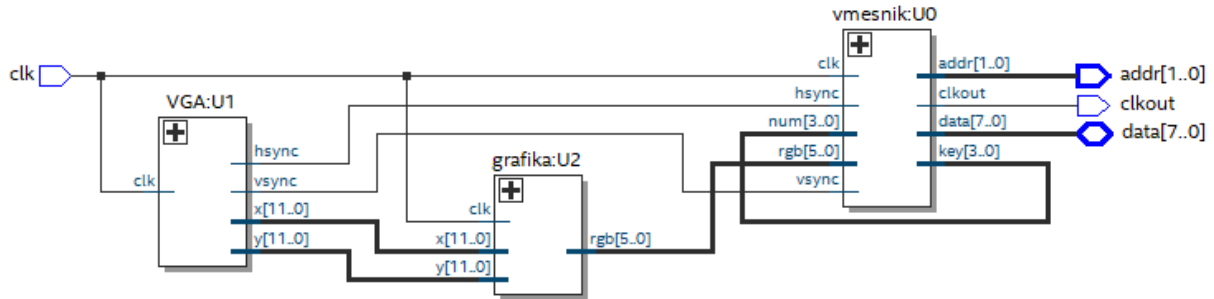 vmesnik:U0
clk
clk
addr[1..0]
addr[1..0]
VGA:U1
hsync
clkout
clkout
num[3..0]
data[7..0]
data[7..0]
hsync
grafika:U2
rgb[5..0]
key[3..0]
clk
vsync
vsync
x[11..0]
clk
y[11..0]
x[11..0]
rgb[5..0]
y[11..0]